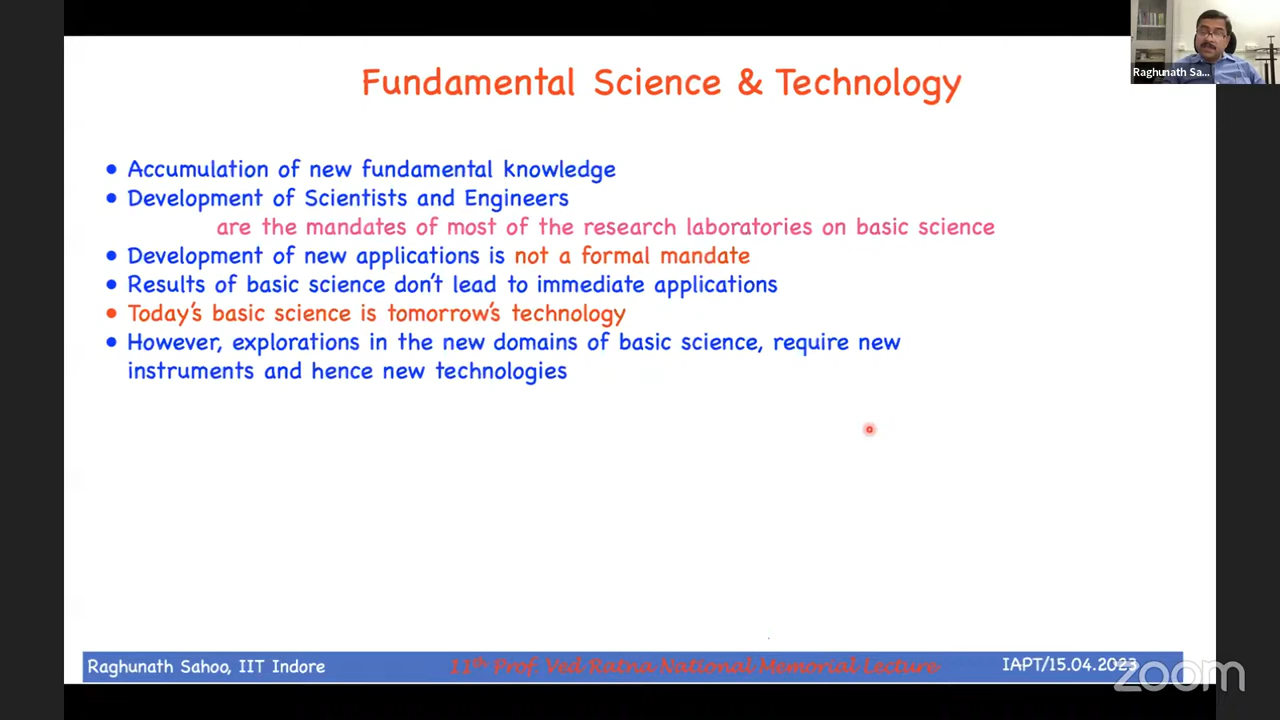 Raghunath Sa...
Fundamental Science & Technology
• Accumulation of new fundamental knowledge
• Development of Scientists and Engineers
are the mandates of most of the research laboratories on basic science
• Development of new applications is not a formal mandate
• Results of basic science don't lead to immediate applications
• Today's basic science is tomorrow's technology
• However, explorations in the new domains of basic science, require new
instruments and hence new technologies
Raghunath Sahoo, IIT Indore
11th Prof. Ved Ratna National Memorial Lecture
IAPT/15.04.2023
zoom